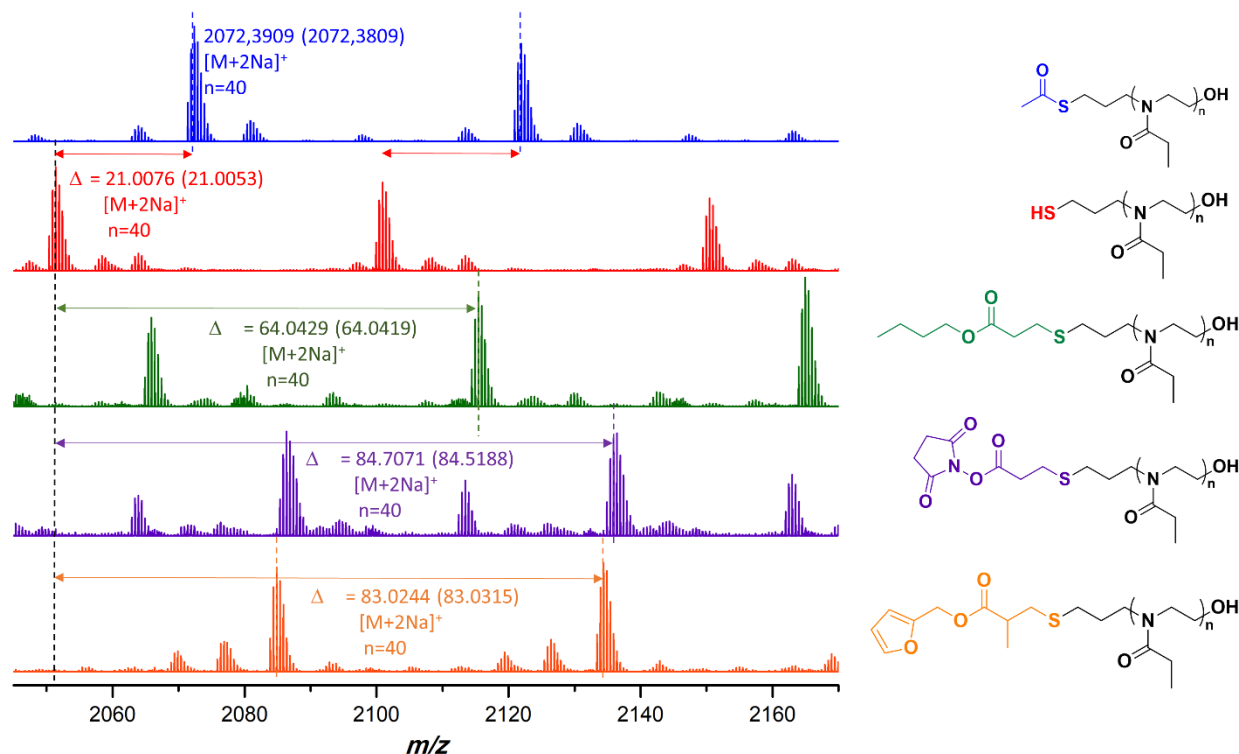 2072,3909 (2072,3809)
[M+2Na]⁺
n=40
Δ = 21.0076 (21.0053)
[M+2Na]⁺
n=40
Δ = 64.0429 (64.0419)
[M+2Na]⁺
n=40
Δ = 84.7071 (84.5188)
[M+2Na]⁺
n=40
Δ = 83.0244 (83.0315)
[M+2Na]⁺
n=40
2060 2080 2100 2120 2140 2160
m/z
O
S
N
OH
n
O
HS
N
OH
n
O
O
O
S
N
OH
n
O
O
O
N
O
O
S
N
OH
n
O
O
O
O
S
N
OH
n
O